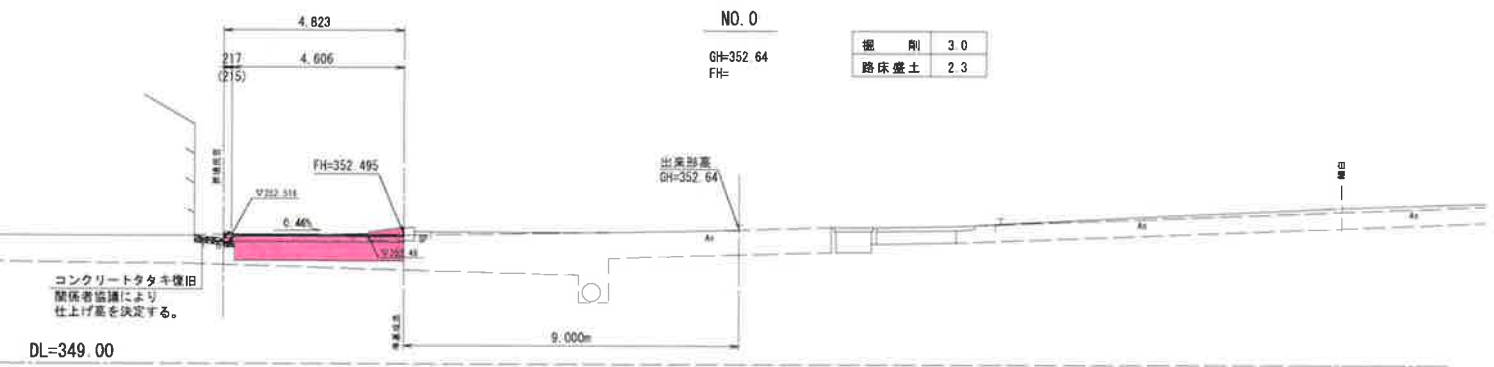 NO. 0
GH=352.64
FH=
掘 削 3.0
路床盛土 2 3
4.823
217
(215)
4.606
FH=352.495
0.46%
出来形高
GH=352.64
As
As
As
コンクリートタタキ復旧
関係者協議により
仕上げ高を決定する。
9.000m
DL=349.00